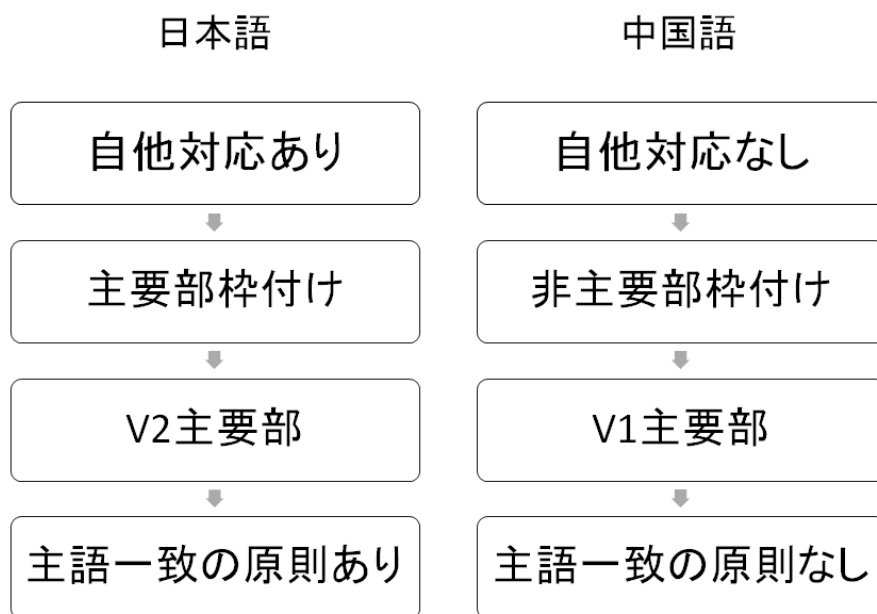 日本語
自他対応あり
主要部枠付け
V2主要部
主語一致の原則あり
中国語
自他対応なし
非主要部枠付け
V1主要部
主語一致の原則なし